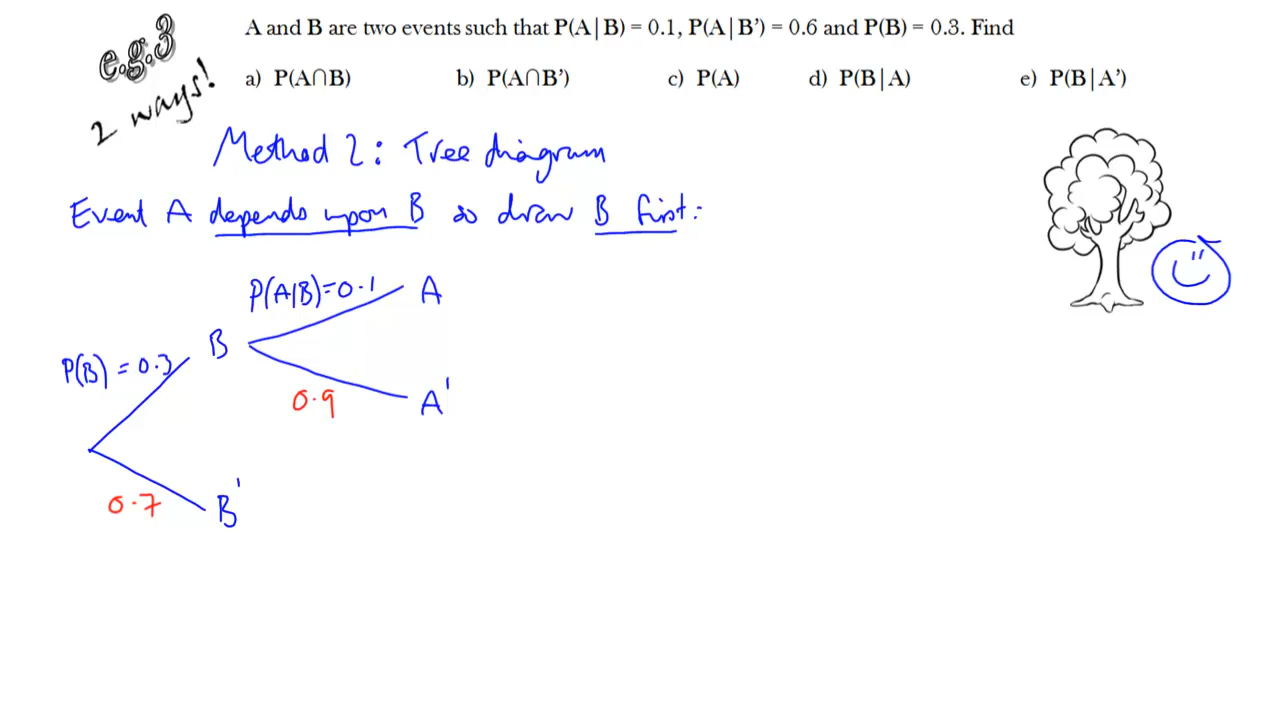 e.g.3
A and B are two events such that P(A|B) = 0.1, P(A|B’) = 0.6 and P(B) = 0.3. Find
2 ways!
a) P(A∩B) b) P(A∩B’) c) P(A) d) P(B|A) e) P(B|A’)
Method 2: Tree diagram
Event A depends upon B so draw B first:
P(A|B)=0.1 A
P(B) = 0.3 B
0.9 A'
0.7 B'